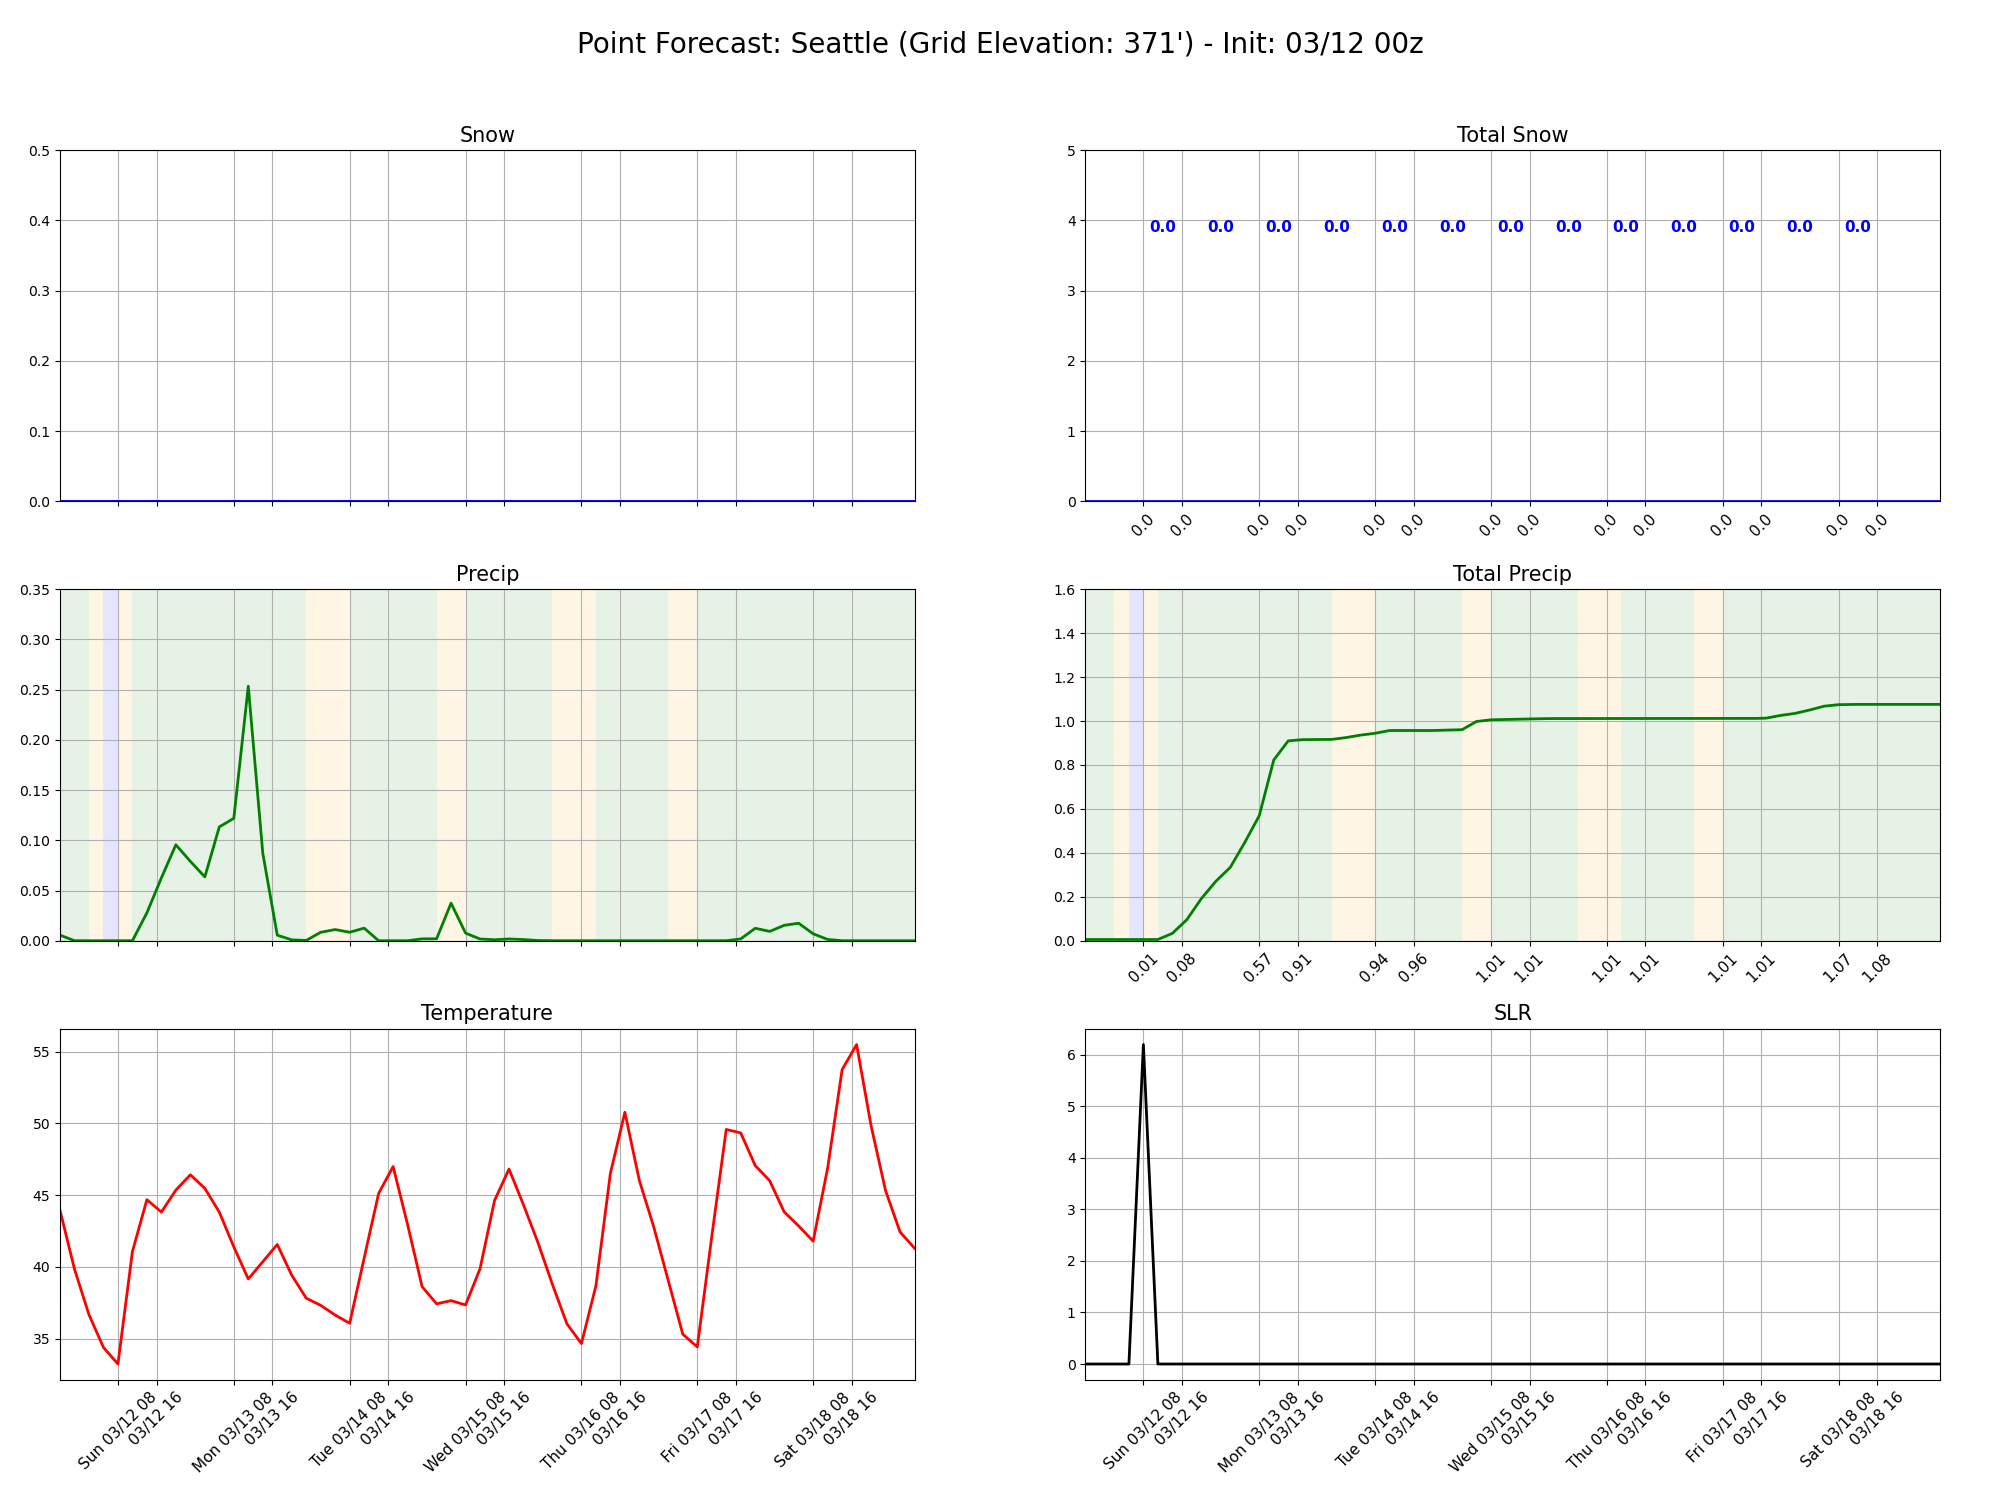 Point Forecast: Seattle (Grid Elevation: 371') - Init: 03/12 00z
Snow
0.5
0.4
0.3
0.2
0.1
0.0
Total Snow
5
4
3
2
1
0
0.0 0.0 0.0 0.0 0.0 0.0 0.0 0.0 0.0 0.0 0.0 0.0 0.0
0.0 0.0 0.0 0.0 0.0 0.0 0.0 0.0 0.0 0.0 0.0 0.0 0.0 0.0
Precip
0.35
0.30
0.25
0.20
0.15
0.10
0.05
0.00
Total Precip
1.6
1.4
1.2
1.0
0.8
0.6
0.4
0.2
0.0
0.01 0.08 0.57 0.91 0.94 0.96 1.01 1.01 1.01 1.01 1.01 1.01 1.07 1.08
Temperature
55
50
45
40
35
Sun 03/12 08
03/12 16
Mon 03/13 08
03/13 16
Tue 03/14 08
03/14 16
Wed 03/15 08
03/15 16
Thu 03/16 08
03/16 16
Fri 03/17 08
03/17 16
Sat 03/18 08
03/18 16
SLR
6
5
4
3
2
1
0
Sun 03/12 08
03/12 16
Mon 03/13 08
03/13 16
Tue 03/14 08
03/14 16
Wed 03/15 08
03/15 16
Thu 03/16 08
03/16 16
Fri 03/17 08
03/17 16
Sat 03/18 08
03/18 16